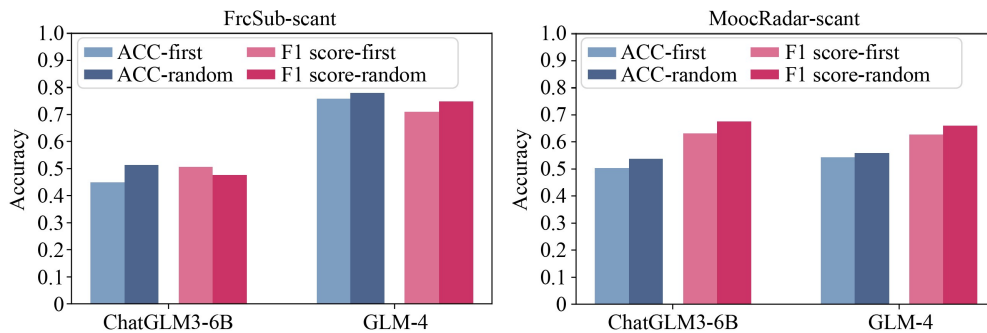 FrcSub-scant
1.0
0.9
0.8
0.7
0.6
0.5
0.4
0.3
0.2
0.1
0
Accuracy
ACC-first
F1 score-first
ACC-random
F1 score-random
ChatGLM3-6B
GLM-4
MoocRadar-scant
1.0
0.9
0.8
0.7
0.6
0.5
0.4
0.3
0.2
0.1
0
Accuracy
ACC-first
F1 score-first
ACC-random
F1 score-random
ChatGLM3-6B
GLM-4